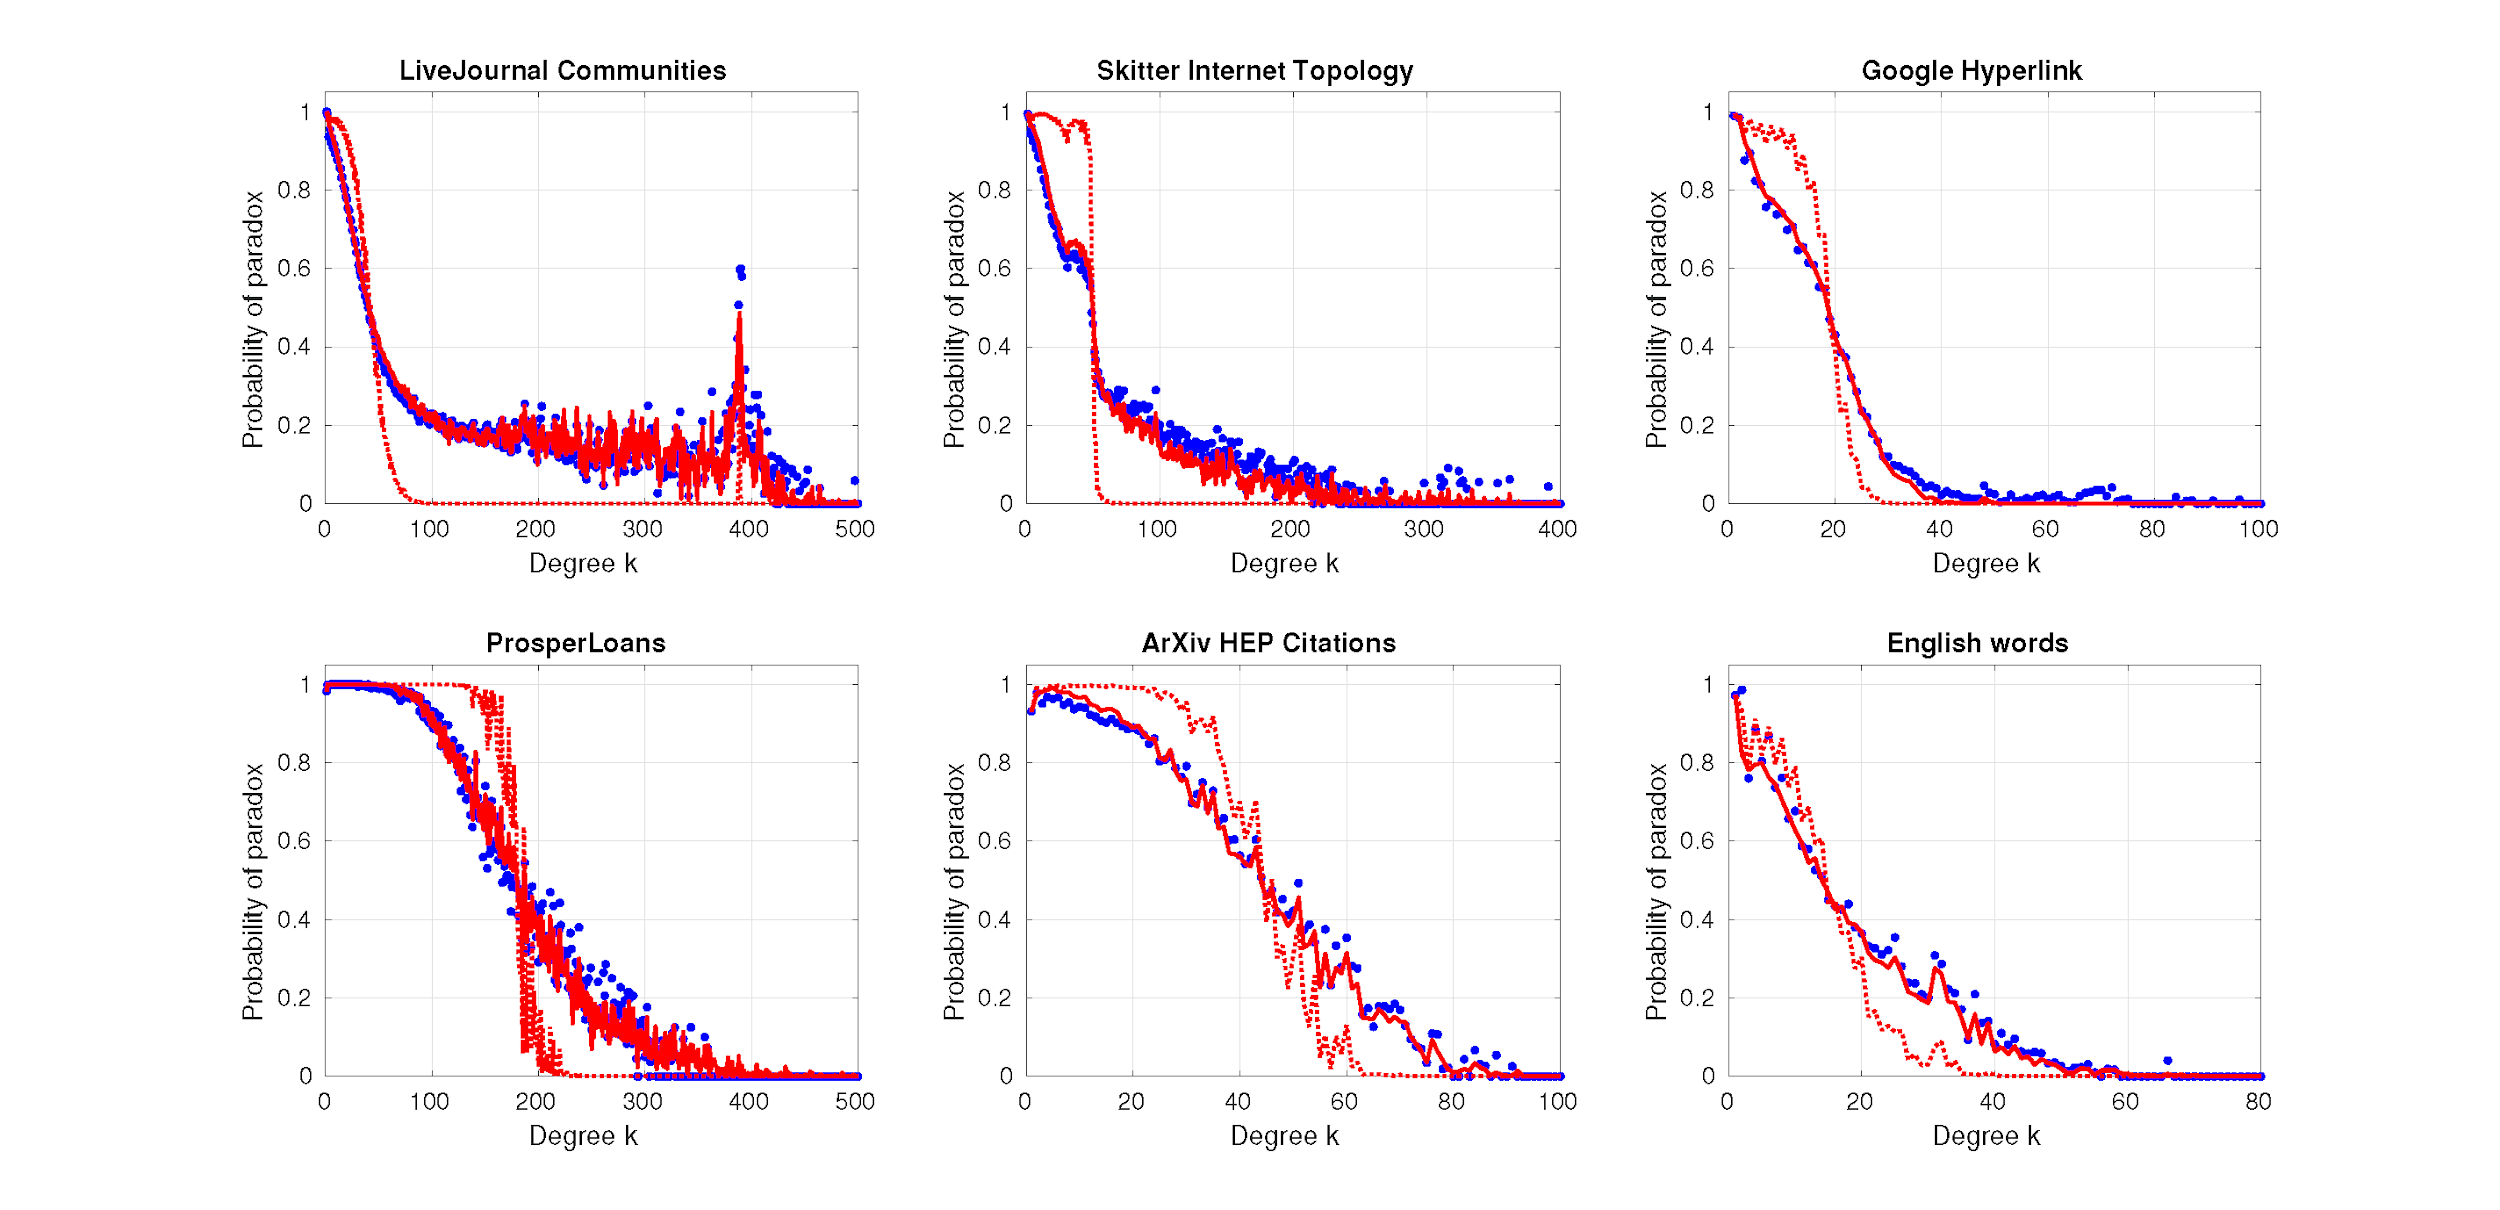 LiveJournal Communities
Probability of paradox
1
0.8
0.6
0.4
0.2
0
0 100 200 300 400 500
Degree k
Skitter Internet Topology
Probability of paradox
1
0.8
0.6
0.4
0.2
0
0 100 200 300 400
Degree k
Google Hyperlink
Probability of paradox
1
0.8
0.6
0.4
0.2
0
0 20 40 60 80 100
Degree k
ProsperLoans
Probability of paradox
1
0.8
0.6
0.4
0.2
0
0 100 200 300 400 500
Degree k
ArXiv HEP Citations
Probability of paradox
1
0.8
0.6
0.4
0.2
0
0 20 40 60 80 100
Degree k
English words
Probability of paradox
1
0.8
0.6
0.4
0.2
0
0 20 40 60 80
Degree k